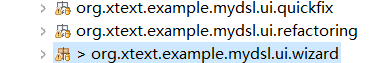 org.xtext.example.mydsl.ui.quickfix
org.xtext.example.mydsl.ui.refactoring
> org.xtext.example.mydsl.ui.wizard